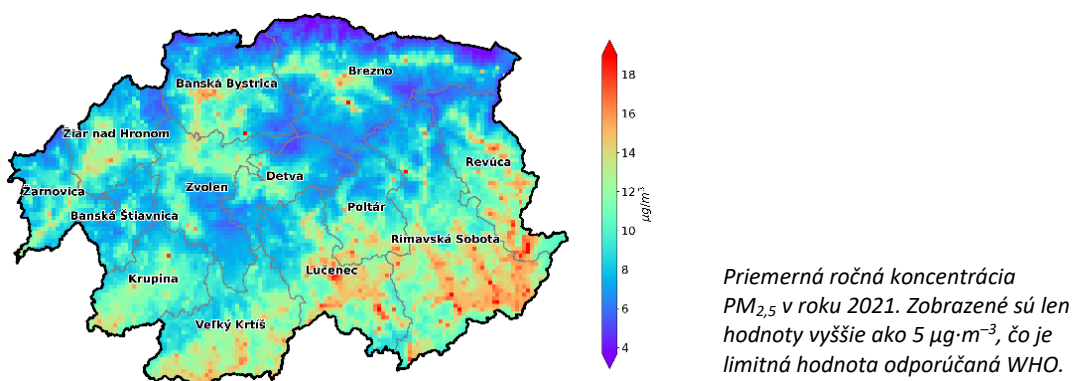 Brezno
Banská Bystrica
Žiar nad Hronom
Revúca
Detva
Zvolen
Žarnovica
Poltár
Banská Štiavnica
Rimavská Sobota
Lučenec
Krupina
Veľký Krtíš
18
16
14
12
10
8
6
4
µg/m³
Priemerná ročná koncentrácia
PM2,5 v roku 2021. Zobrazené sú len
hodnoty vyššie ako 5 µg·m⁻³, čo je
limitná hodnota odporúčaná WHO.